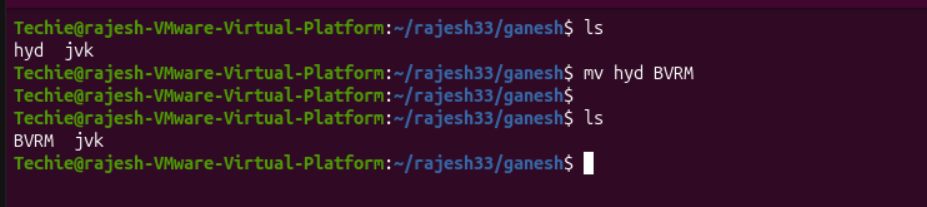 Techie@rajesh-VMware-Virtual-Platform:~/rajesh33/ganesh$ ls
hyd  jvk
Techie@rajesh-VMware-Virtual-Platform:~/rajesh33/ganesh$ mv hyd BVRM
Techie@rajesh-VMware-Virtual-Platform:~/rajesh33/ganesh$
Techie@rajesh-VMware-Virtual-Platform:~/rajesh33/ganesh$ ls
BVRM  jvk
Techie@rajesh-VMware-Virtual-Platform:~/rajesh33/ganesh$